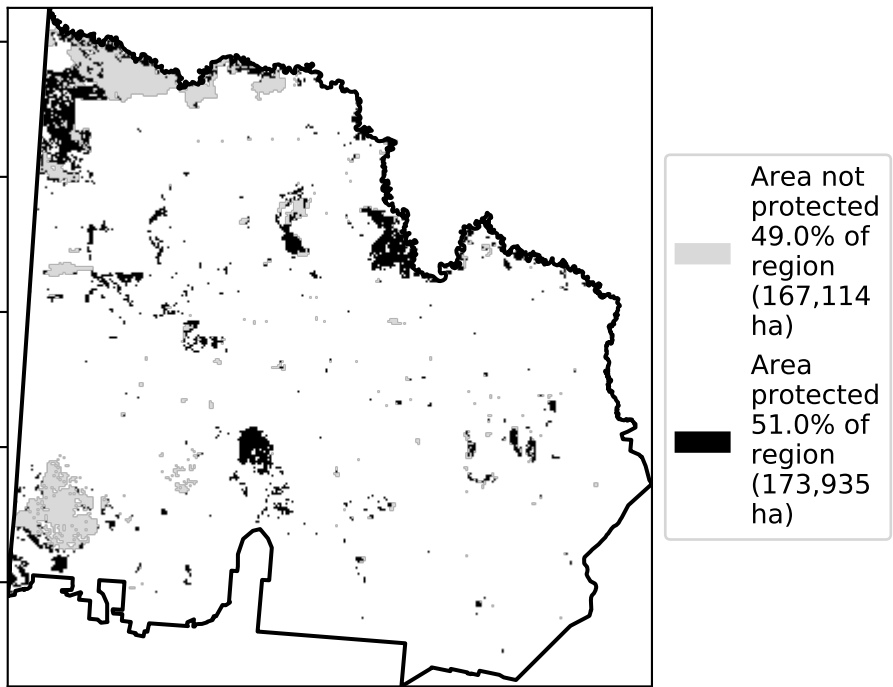 Area not
protected
49.0% of
region
(167,114
ha)
Area
protected
51.0% of
region
(173,935
ha)